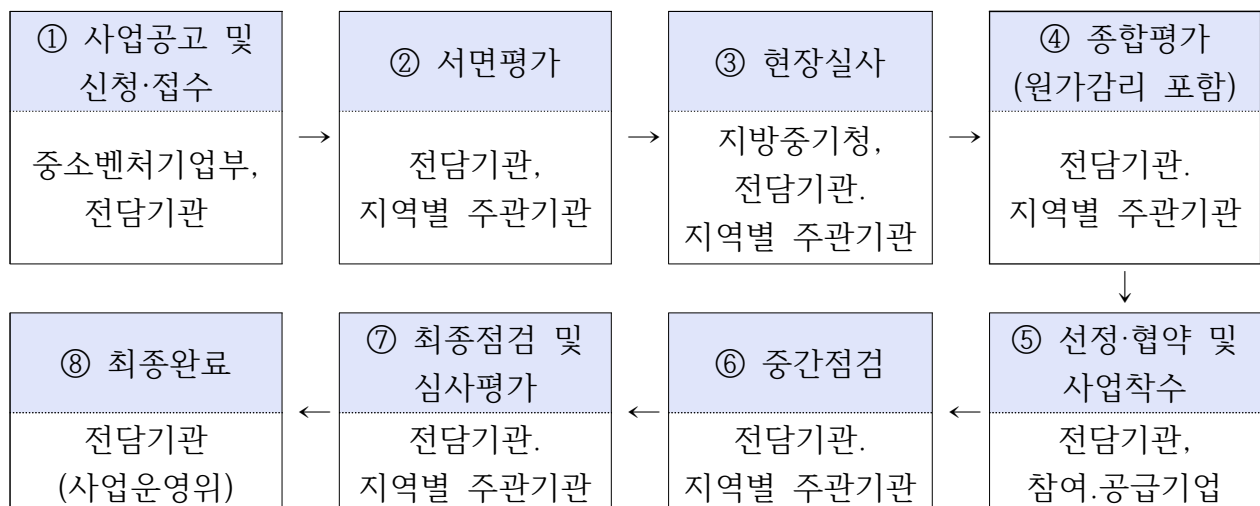 ① 사업공고 및
신청·접수
중소벤처기업부,
전담기관
→
② 서면평가
전담기관,
지역별 주관기관
→
③ 현장실사
지방중기청,
전담기관.
지역별 주관기관
→
④ 종합평가
(원가감리 포함)
전담기관.
지역별 주관기관
↓
⑤ 선정·협약 및
사업착수
전담기관,
참여.공급기업
←
⑥ 중간점검
전담기관.
지역별 주관기관
←
⑦ 최종점검 및
심사평가
전담기관.
지역별 주관기관
←
⑧ 최종완료
전담기관
(사업운영위)